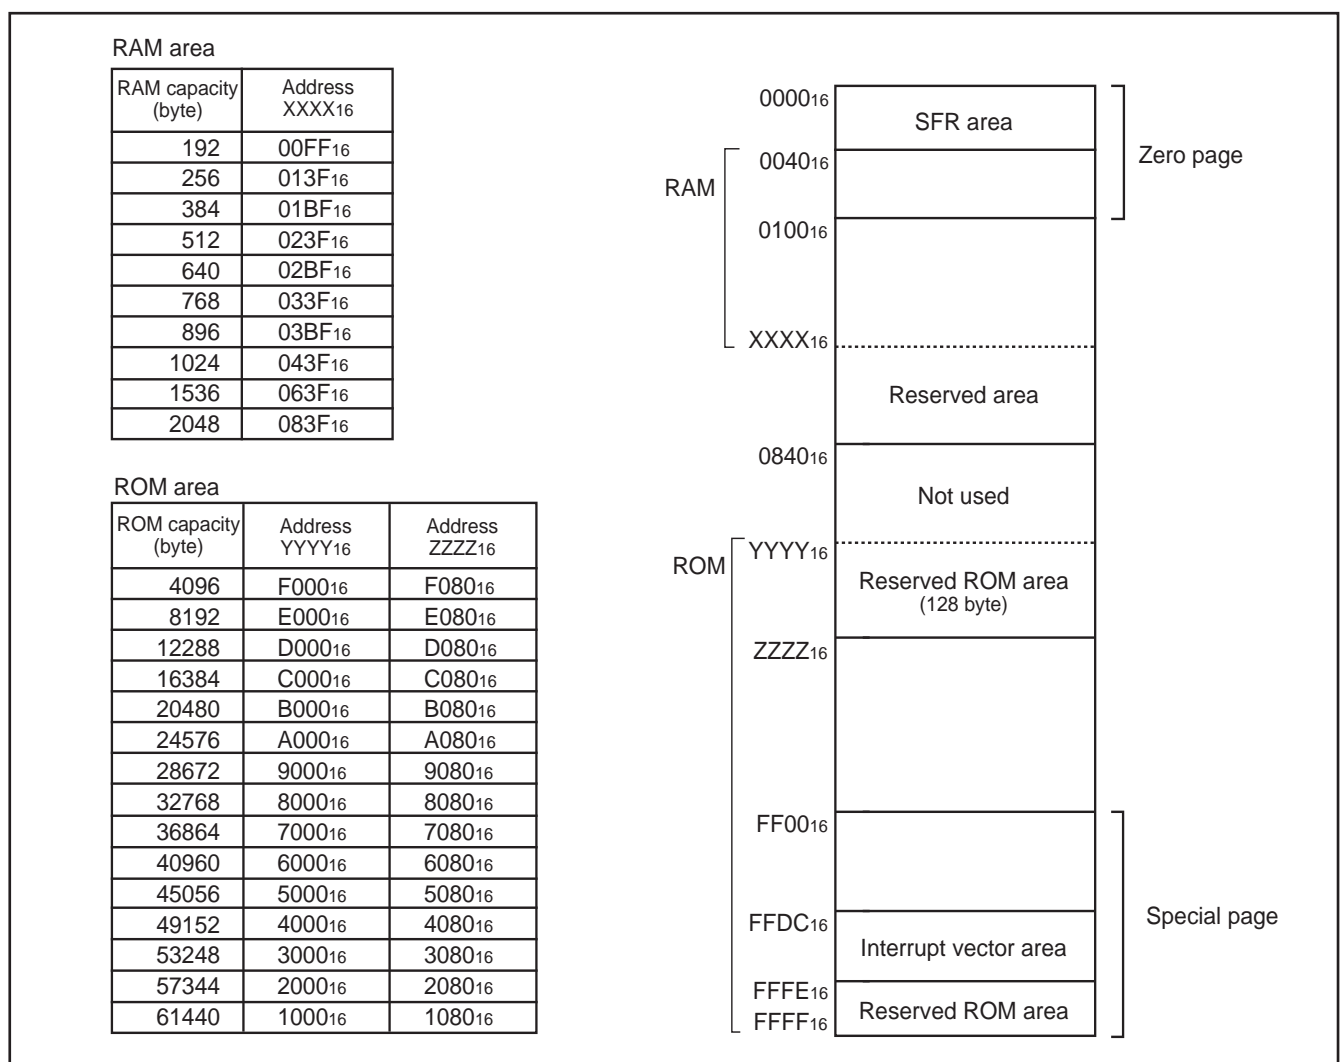 RAM area
RAM capacity (byte) Address XXXX16
192 00FF16
256 013F16
384 01BF16
512 023F16
640 02BF16
768 033F16
896 03BF16
1024 043F16
1536 063F16
2048 083F16
ROM area
ROM capacity (byte) Address YYYY16 Address ZZZZ16
4096 F00016 F08016
8192 E00016 E08016
12288 D00016 D08016
16384 C00016 C08016
20480 B00016 B08016
24576 A00016 A08016
28672 900016 908016
32768 800016 808016
36864 700016 708016
40960 600016 608016
45056 500016 508016
49152 400016 408016
53248 300016 308016
57344 200016 208016
61440 100016 108016
000016
SFR area
Zero page
RAM
004016
010016
XXXX16
Reserved area
084016
Not used
ROM
YYYY16
Reserved ROM area
(128 byte)
ZZZZ16
FF0016
Special page
FFDC16
Interrupt vector area
FFFE16
Reserved ROM area
FFFF16